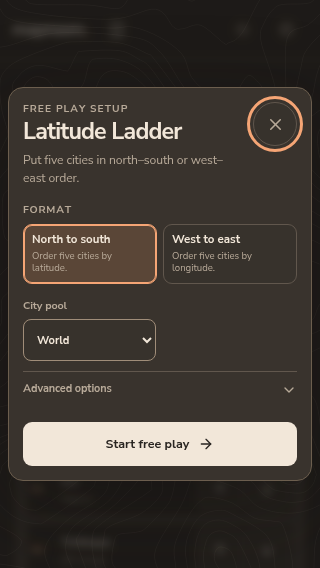 FREE PLAY SETUP
Latitude Ladder
Put five cities in north–south or west–
east order.
FORMAT
North to south
Order five cities by
latitude.
West to east
Order five cities by
longitude.
City pool
World
Advanced options
Start free play